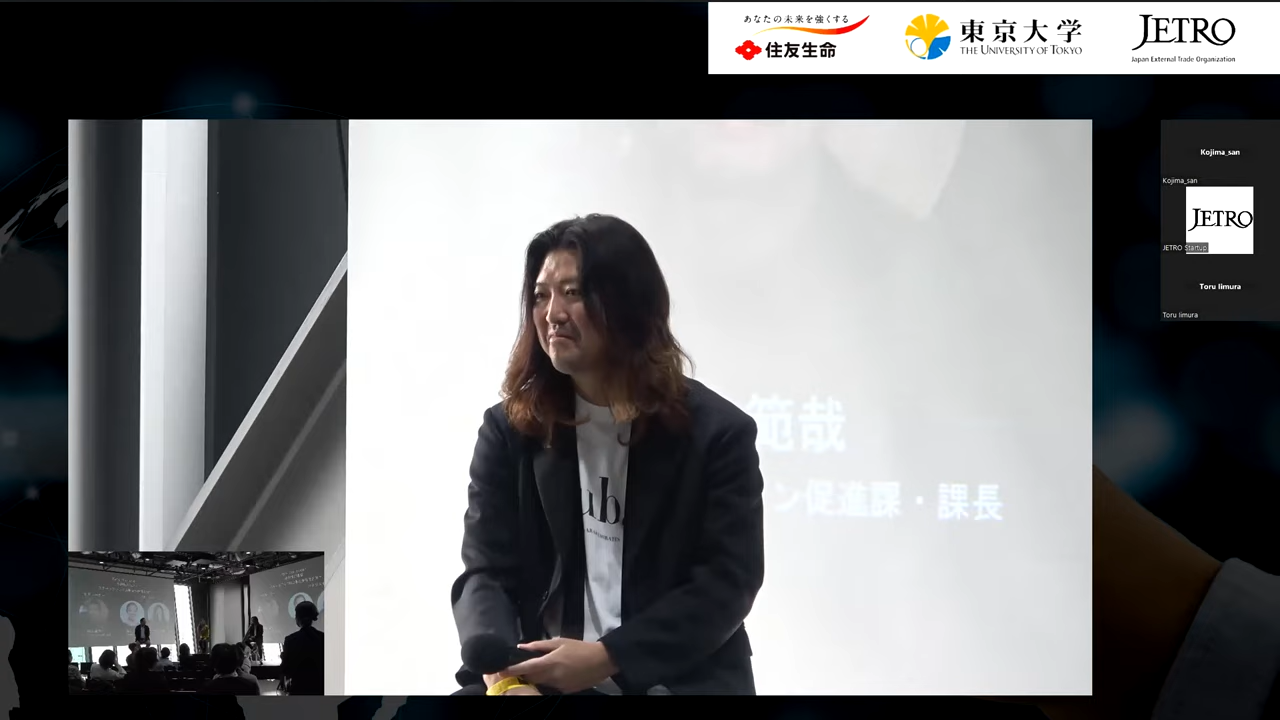 あなたの未来を強くする
住友生命
東京大学
THE UNIVERSITY OF TOKYO
JETRO
Japan External Trade Organization
Kojima_san
Kojima_san
JETRO
JETRO Startup
Toru Iimura
Toru Iimura
範哉
ン促進課・課長
ub